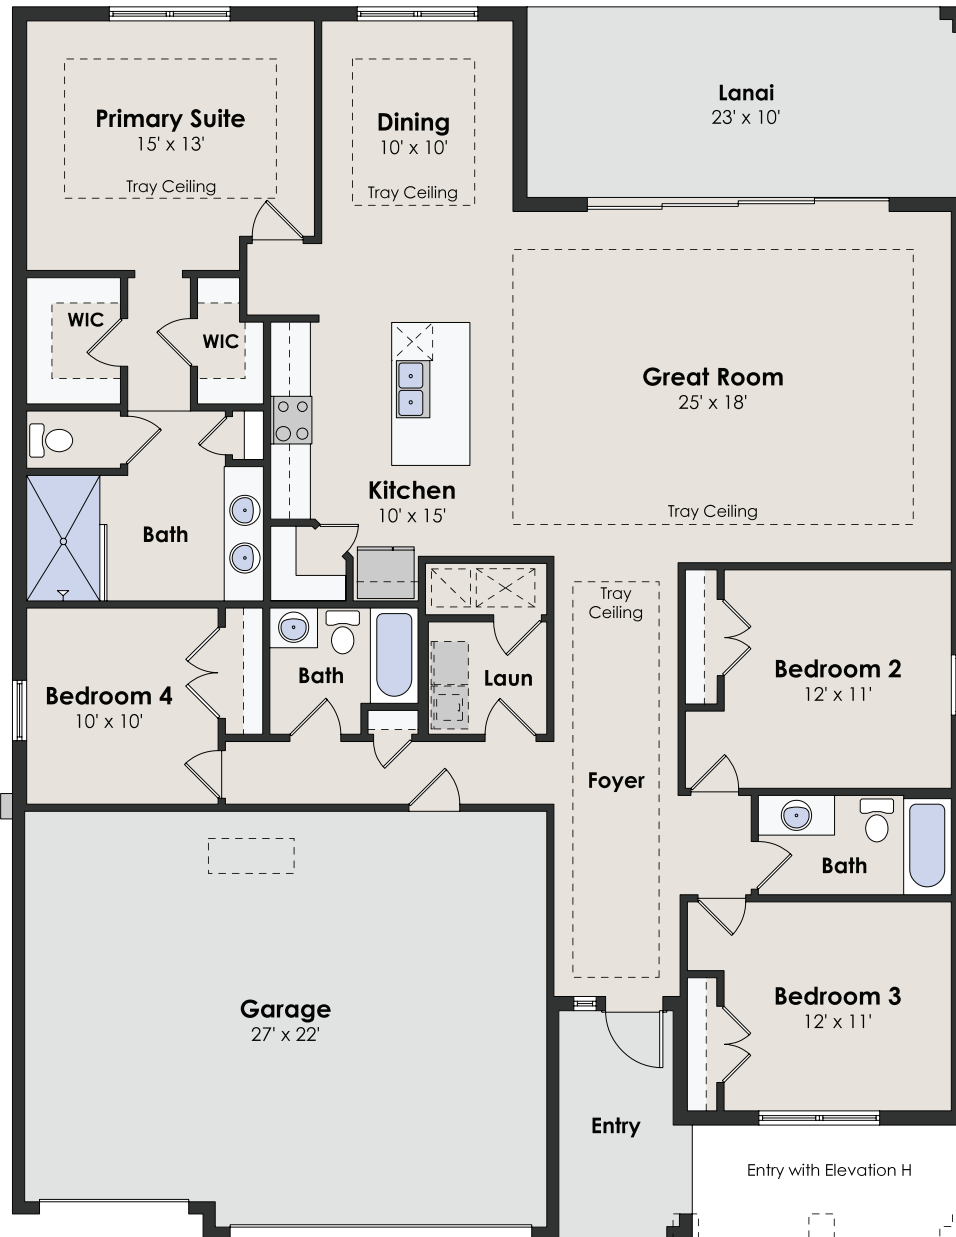 Primary Suite
15' x 13'
Tray Ceiling
Dining
10' x 10'
Tray Ceiling
Lanai
23' x 10'
WIC
WIC
Great Room
25' x 18'
Tray Ceiling
Kitchen
10' x 15'
Bath
Tray
Ceiling
Bedroom 4
10' x 10'
Bath
Laun
Bedroom 2
12' x 11'
Foyer
Bath
Garage
27' x 22'
Bedroom 3
12' x 11'
Entry
Entry with Elevation H